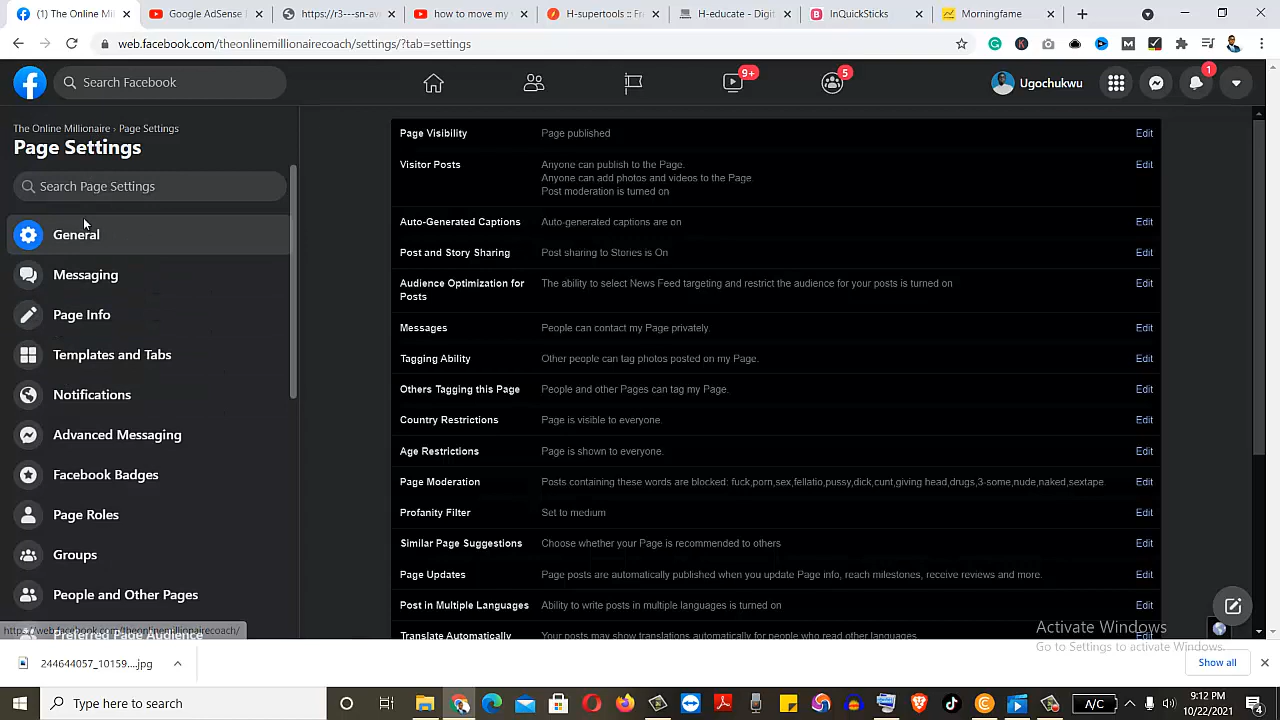 (1) The Online Mil
Google AdSense
https://r3---sn-av
how to move my
H-supertools :: Fr
H-educate - Digit
InQuickSticks
Morningfame
web.facebook.com/theonlinemillionairecoach/settings/?tab=settings
Search Facebook
9+
5
Ugochukwu
1
The Online Millionaire › Page Settings
Page Settings
Search Page Settings
General
Messaging
Page Info
Templates and Tabs
Notifications
Advanced Messaging
Facebook Badges
Page Roles
Groups
People and Other Pages
Preferred Page Audience
https://web.facebook.com/theonlinemillionairecoach/
Page Visibility Page published Edit
Visitor Posts Anyone can publish to the Page. Edit
Anyone can add photos and videos to the Page.
Post moderation is turned on
Auto-Generated Captions Auto-generated captions are on Edit
Post and Story Sharing Post sharing to Stories is On Edit
Audience Optimization for The ability to select News Feed targeting and restrict the audience for your posts is turned on Edit
Posts
Messages People can contact my Page privately. Edit
Tagging Ability Other people can tag photos posted on my Page. Edit
Others Tagging this Page People and other Pages can tag my Page. Edit
Country Restrictions Page is visible to everyone. Edit
Age Restrictions Page is shown to everyone. Edit
Page Moderation Posts containing these words are blocked: fuck,porn,sex,fellatio,pussy,dick,cunt,giving head,drugs,3-some,nude,naked,sextape. Edit
Profanity Filter Set to medium Edit
Similar Page Suggestions Choose whether your Page is recommended to others Edit
Page Updates Page posts are automatically published when you update Page info, reach milestones, receive reviews and more. Edit
Post in Multiple Languages Ability to write posts in multiple languages is turned on Edit
Translate Automatically Your posts may show translations automatically for people who read other languages. Edit
Activate Windows
Go to Settings to activate Windows.
244644057_10159....jpg
Show all
Type here to search
A/C
9:12 PM
10/22/2021
4